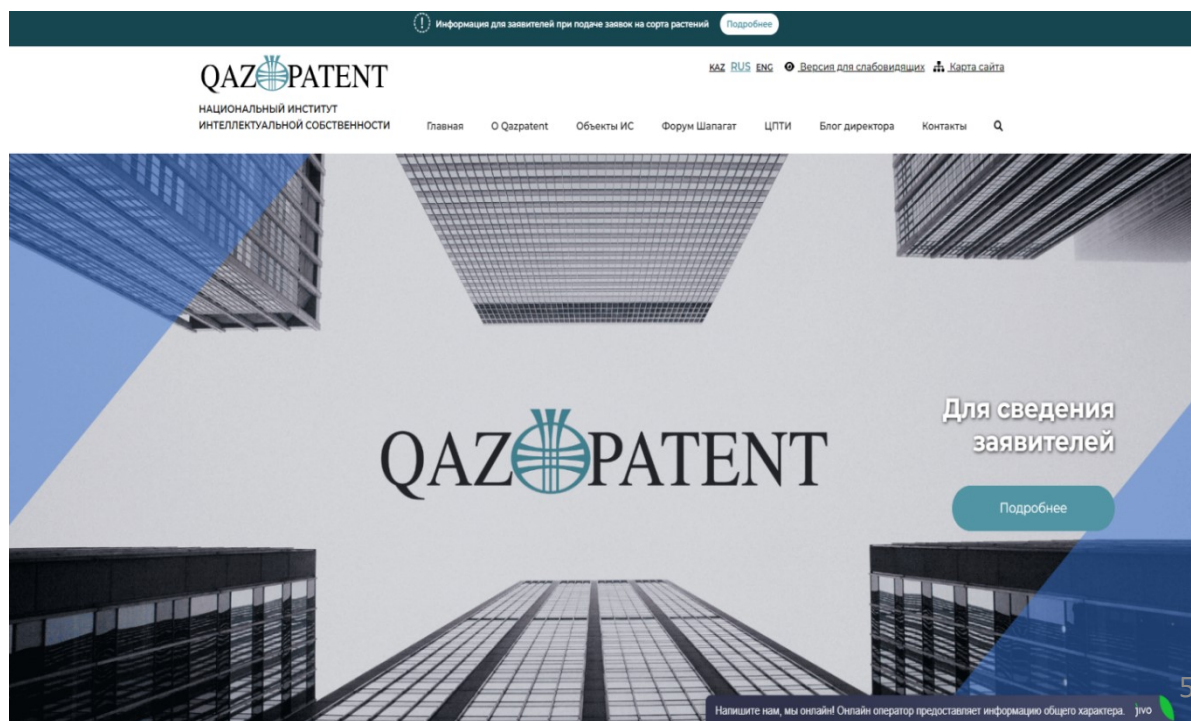 Информация для заявителей при подаче заявок на сорта растений Подробнее
QAZPATENT
НАЦИОНАЛЬНЫЙ ИНСТИТУТ
ИНТЕЛЛЕКТУАЛЬНОЙ СОБСТВЕННОСТИ
KAZ RUS ENG Версия для слабовидящих Карта сайта
Главная О Qazpatent Объекты ИС Форум Шапагат ЦПТИ Блог директора Контакты
QAZPATENT
Для сведения
заявителей
Подробнее
5
Напишите нам, мы онлайн! Онлайн оператор предоставляет информацию общего характера. jivo